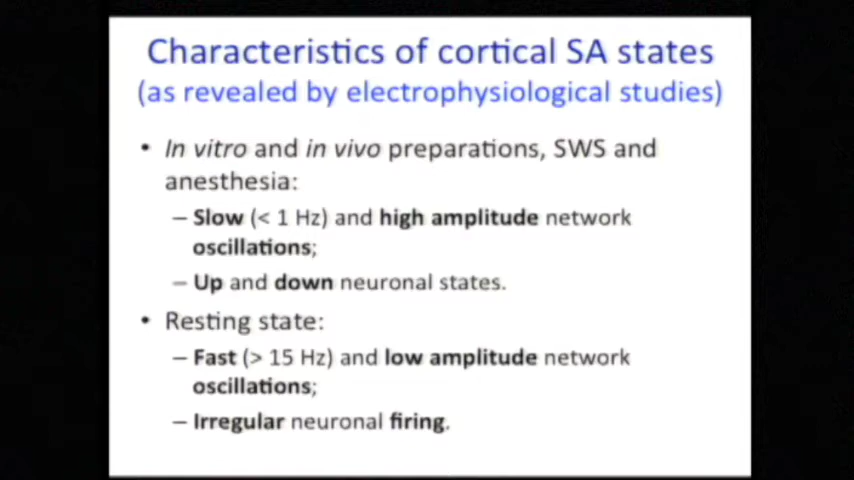 Characteristics of cortical SA states
(as revealed by electrophysiological studies)
• In vitro and in vivo preparations, SWS and
anesthesia:
– Slow (< 1 Hz) and high amplitude network
oscillations;
– Up and down neuronal states.
• Resting state:
– Fast (> 15 Hz) and low amplitude network
oscillations;
– Irregular neuronal firing.